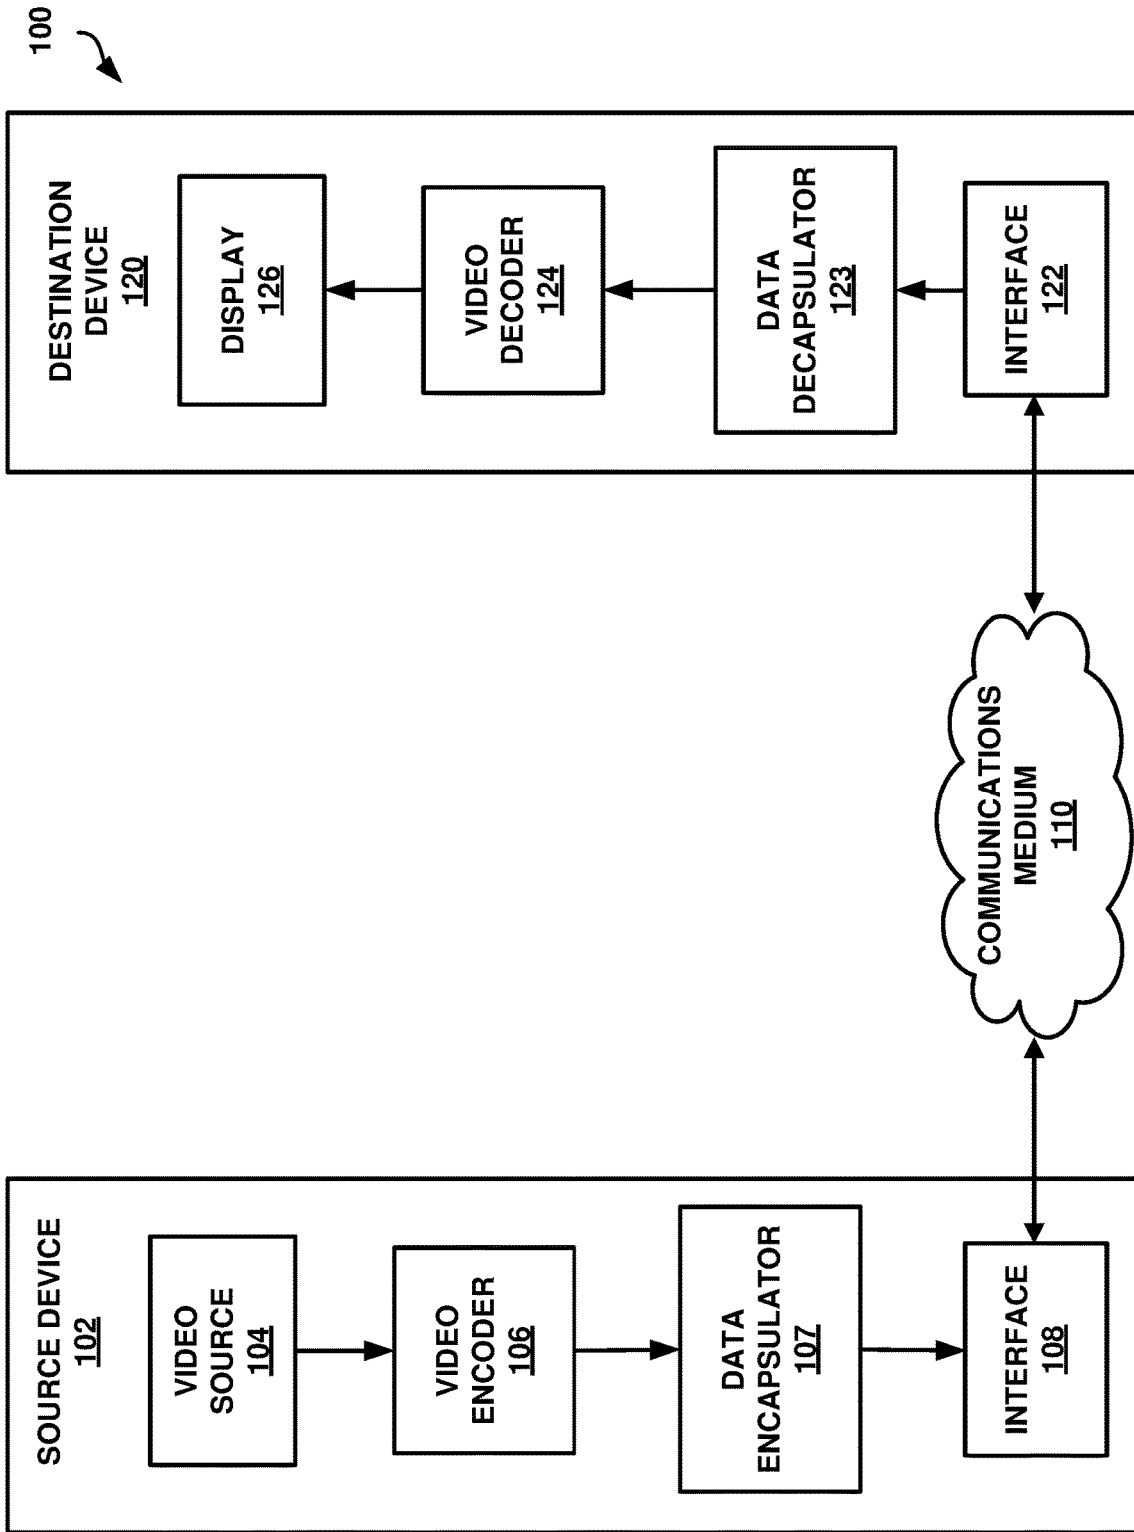 100
SOURCE DEVICE
102
VIDEO
SOURCE
104
VIDEO
ENCODER
106
DATA
ENCAPSULATOR
107
INTERFACE
108
COMMUNICATIONS
MEDIUM
110
DESTINATION
DEVICE
120
DISPLAY
126
VIDEO
DECODER
124
DATA
DECAPSULATOR
123
INTERFACE
122